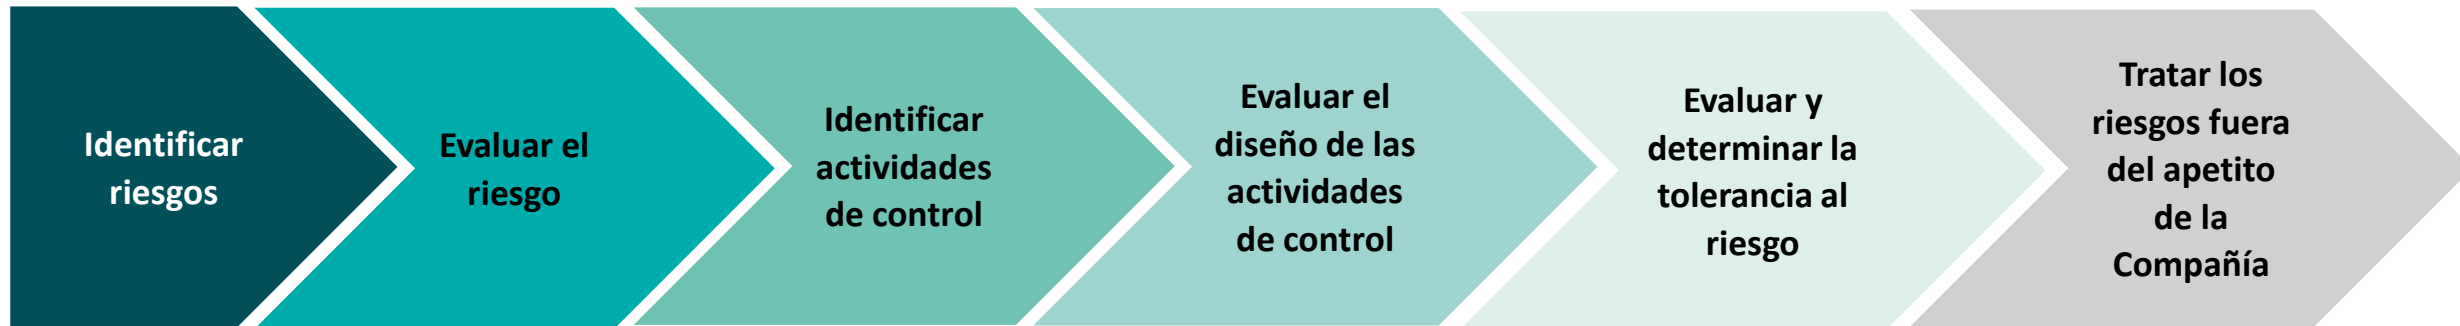 Identificar
riesgos
Evaluar el
riesgo
Identificar
actividades
de control
Evaluar el
diseño de las
actividades
de control
Evaluar y
determinar la
tolerancia al
riesgo
Tratar los
riesgos fuera
del apetito
de la
Compañía